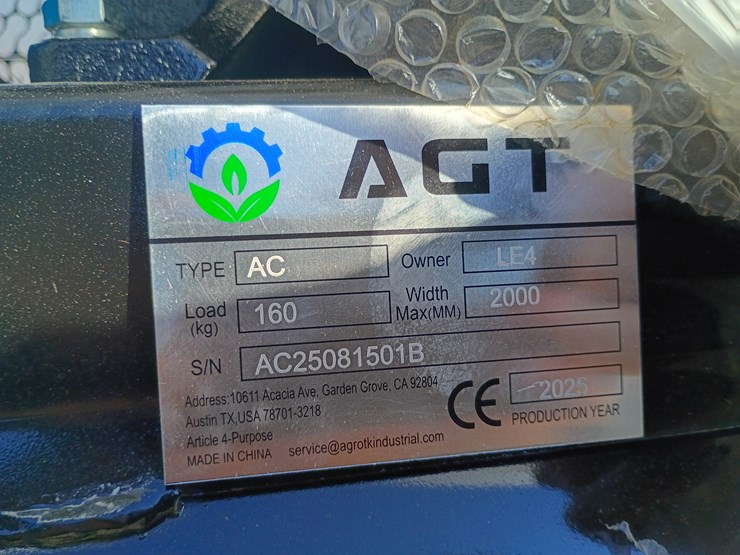 AGT
TYPE AC Owner LE4
Load (kg) 160 Width Max(MM) 2000
S/N AC25081501B
Address:10611 Acacia Ave, Garden Grove, CA 92804
Austin TX,USA 78701-3218
Article 4-Purpose
MADE IN CHINA service@agrotkindustrial.com
CE 2025
PRODUCTION YEAR